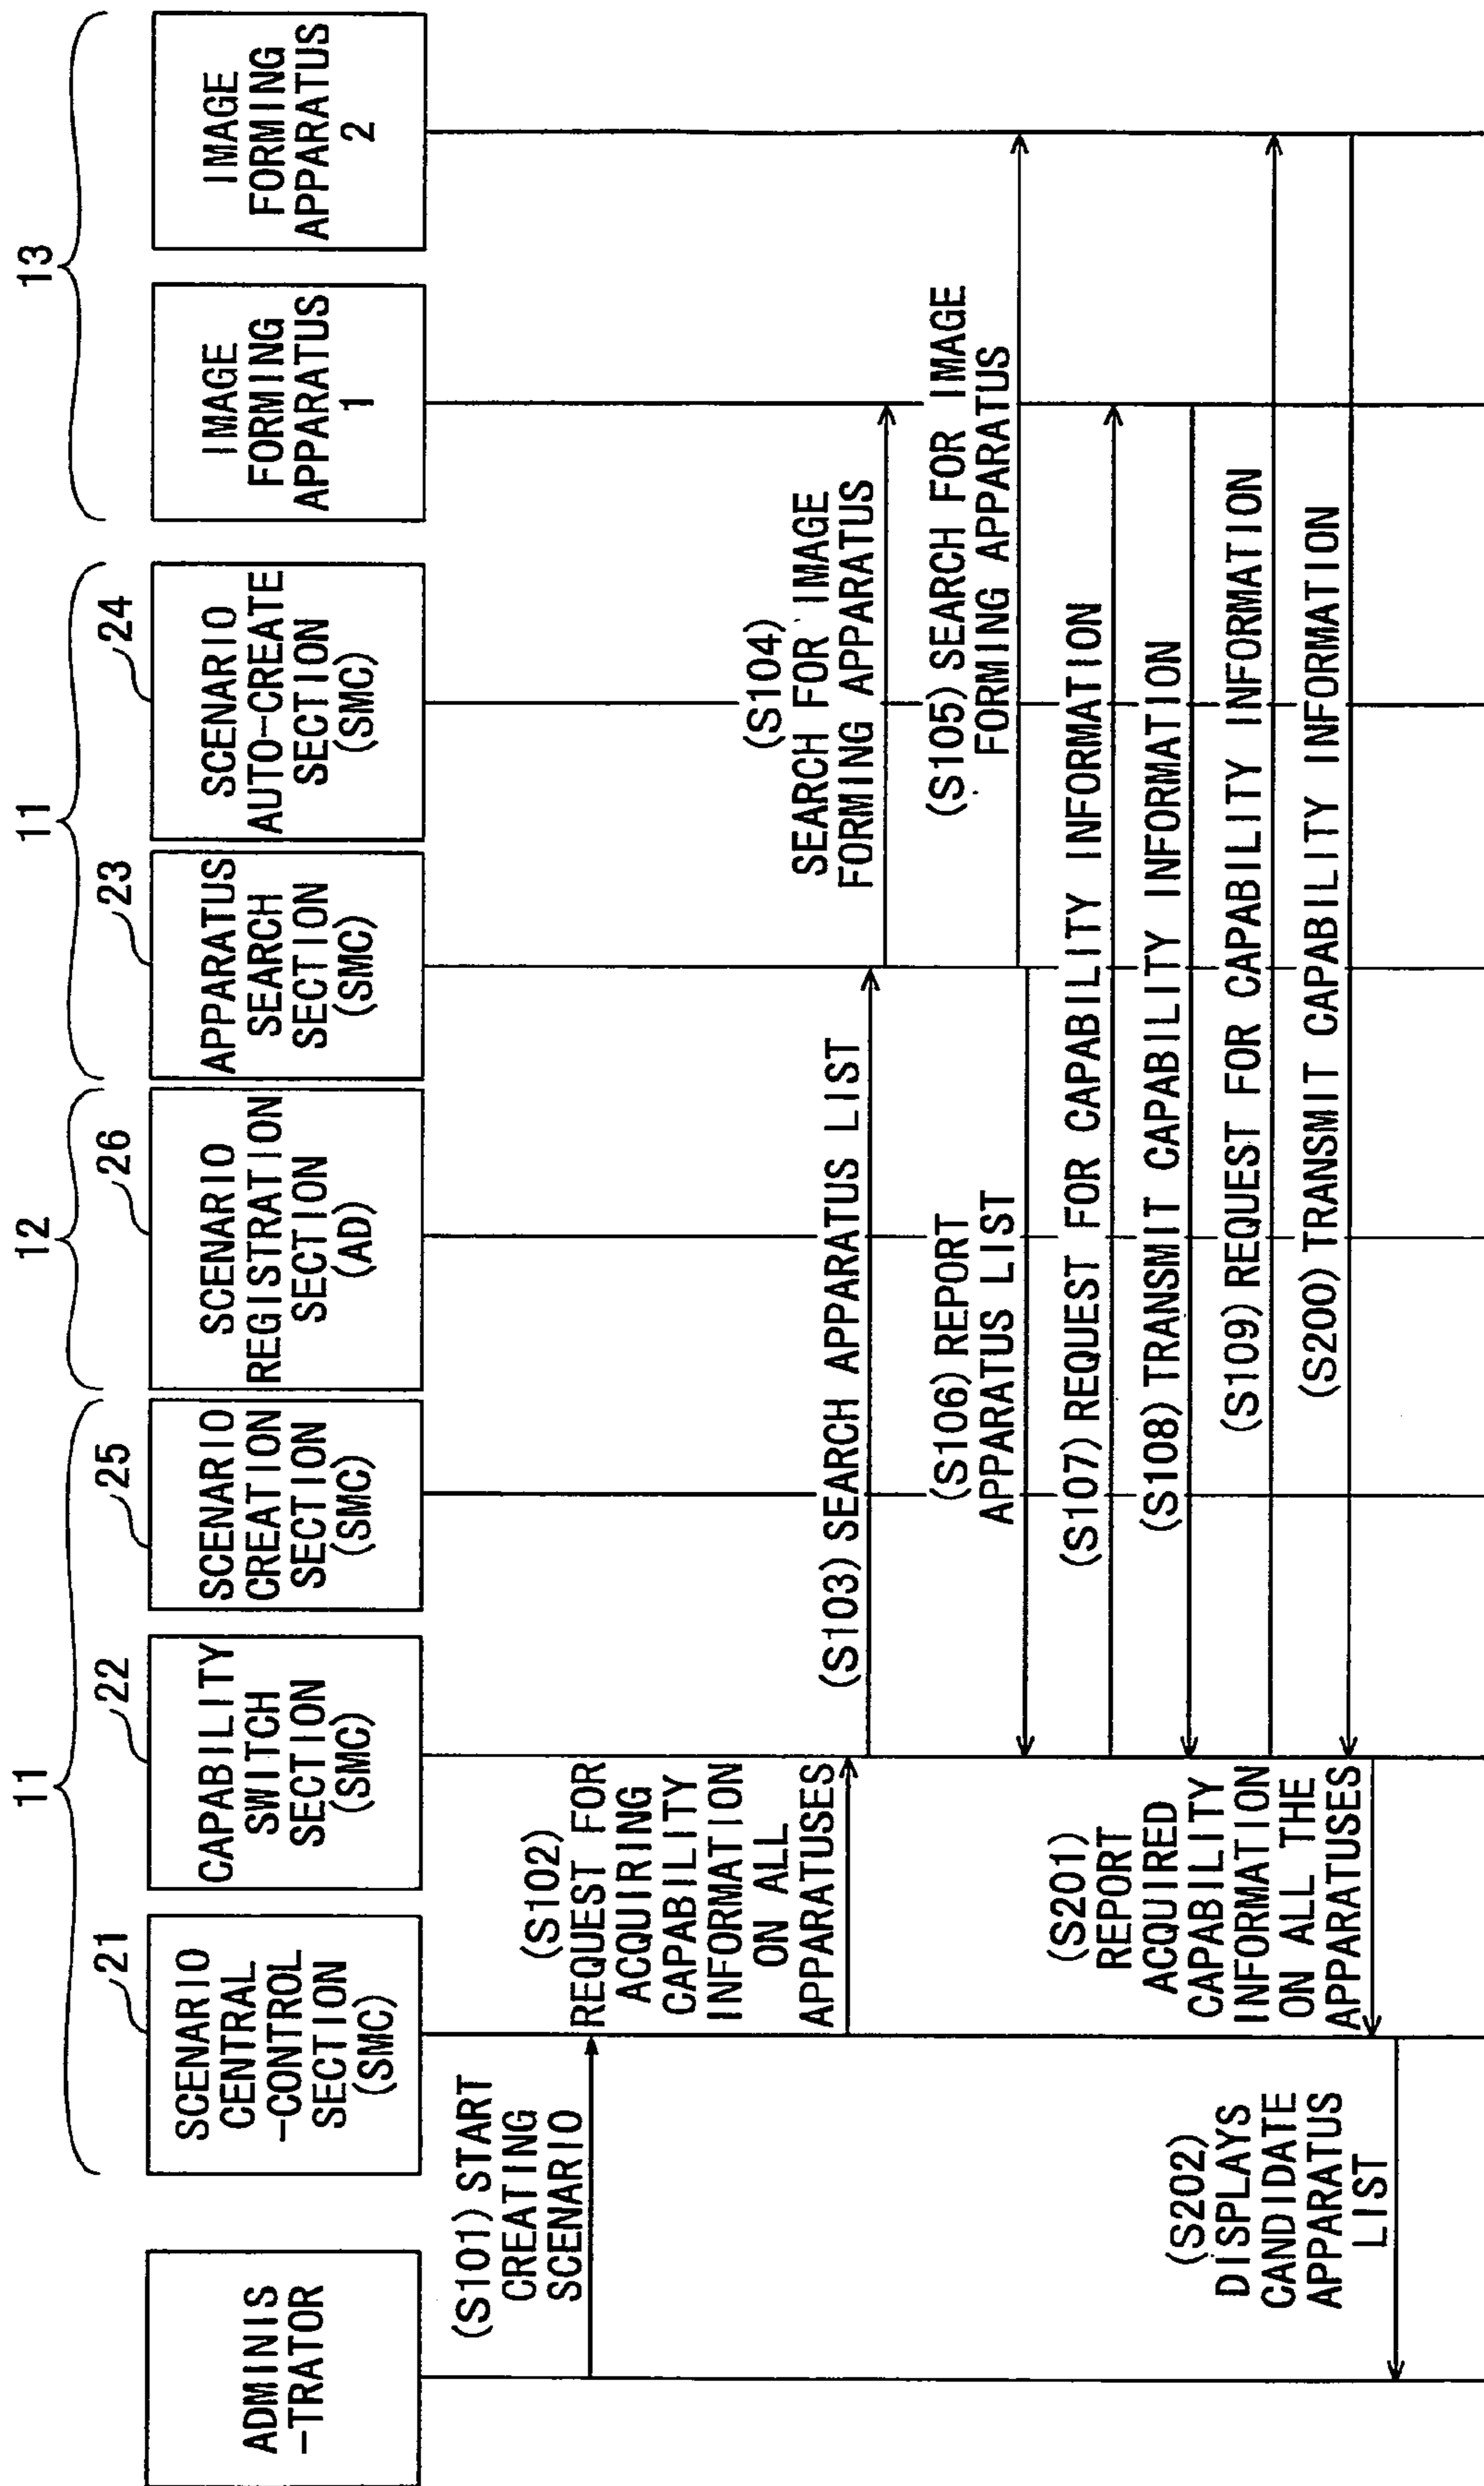 11
12
11
13
21
22
25
26
23
24
ADMINIS
-TRATOR
SCENARIO
CENTRAL
-CONTROL
SECTION
(SMC)
CAPABILITY
SWITCH
SECTION
(SMC)
SCENARIO
CREATION
SECTION
(SMC)
SCENARIO
REGISTRATION
SECTION
(AD)
APPARATUS
SEARCH
SECTION
(SMC)
SCENARIO
AUTO-CREATE
SECTION
(SMC)
IMAGE
FORMING
APPARATUS
1
IMAGE
FORMING
APPARATUS
2
(S101) START
CREATING
SCENARIO
(S102)
REQUEST FOR
ACQUIRING
CAPABILITY
INFORMATION
ON ALL
APPARATUSES
(S103) SEARCH APPARATUS LIST
(S104)
SEARCH FOR IMAGE
FORMING APPARATUS
(S105) SEARCH FOR IMAGE
FORMING APPARATUS
(S106) REPORT
APPARATUS LIST
(S107) REQUEST FOR CAPABILITY INFORMATION
(S108) TRANSMIT CAPABILITY INFORMATION
(S109) REQUEST FOR CAPABILITY INFORMATION
(S200) TRANSMIT CAPABILITY INFORMATION
(S201)
REPORT
ACQUIRED
CAPABILITY
INFORMATION
ON ALL THE
APPARATUSES
(S202)
DISPLAYS
CANDIDATE
APPARATUS
LIST